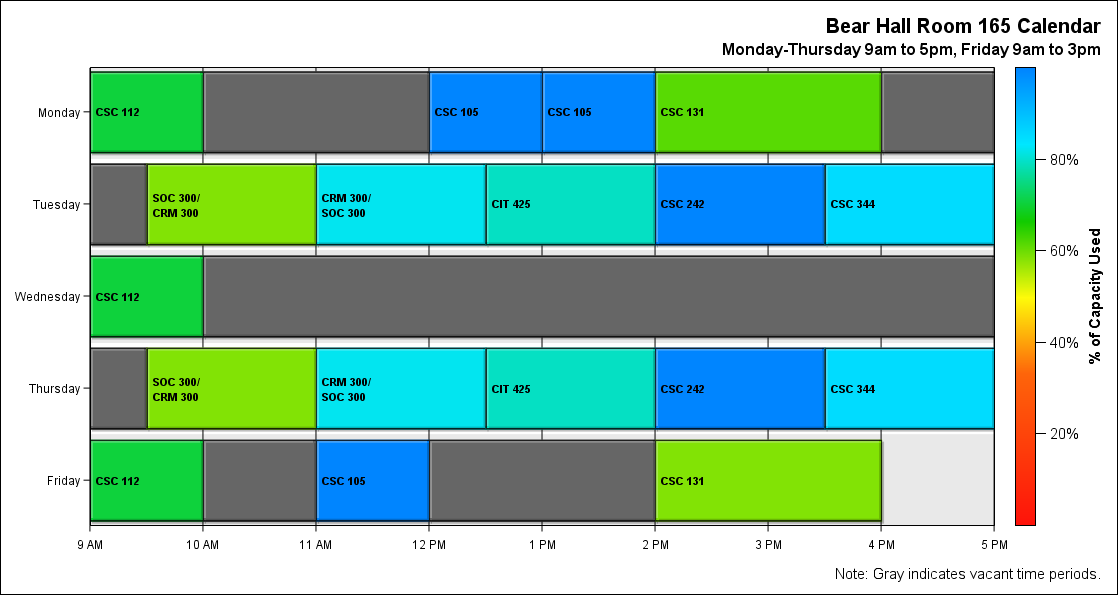 Bear Hall Room 165 Calendar
Monday-Thursday 9am to 5pm, Friday 9am to 3pm
Monday
CSC 112
CSC 105
CSC 105
CSC 131
Tuesday
SOC 300/
CRM 300
CRM 300/
SOC 300
CIT 425
CSC 242
CSC 344
Wednesday
CSC 112
Thursday
SOC 300/
CRM 300
CRM 300/
SOC 300
CIT 425
CSC 242
CSC 344
Friday
CSC 112
CSC 105
CSC 131
9 AM
10 AM
11 AM
12 PM
1 PM
2 PM
3 PM
4 PM
5 PM
80%
60%
40%
20%
% of Capacity Used
Note: Gray indicates vacant time periods.